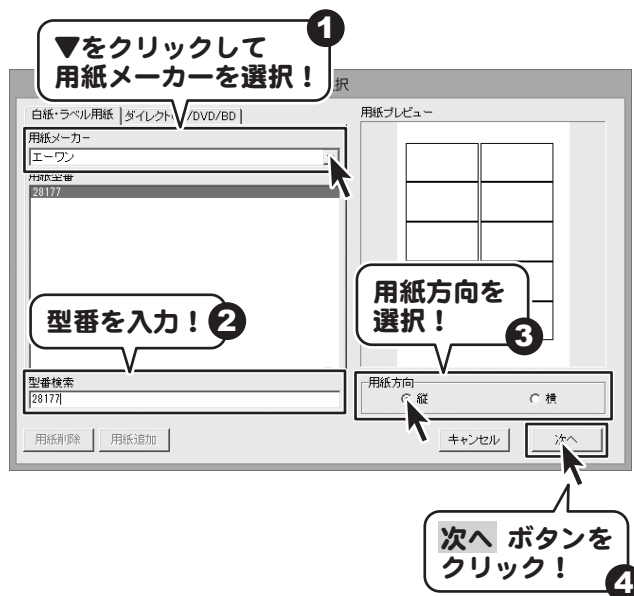 1
▼をクリックして
用紙メーカーを選択！
択
白紙・ラベル用紙
ダイレクト
/DVD/BD
用紙プレビュー
用紙メーカー
エーワン
用紙型番
28177
型番を入力！
2
用紙方向を
選択！
3
型番検索
28177
用紙方向
縦
横
用紙削除
用紙追加
キャンセル
次へ
次へ ボタンを
クリック！
4